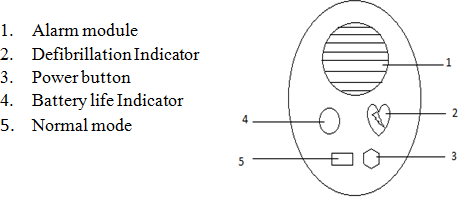 1. Alarm module
2. Defibrillation Indicator
3. Power button
4. Battery life Indicator
5. Normal mode
1
2
4
3
5